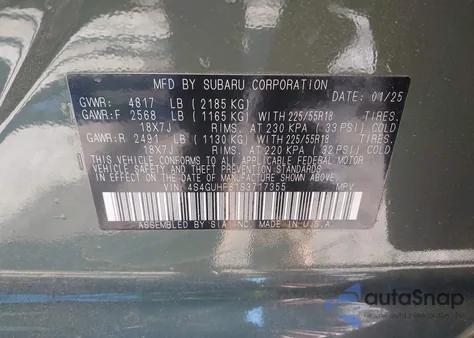 MFD BY SUBARU CORPORATION
GVWR: 4817 LB (2185 KG) DATE: 01/25
GAWR:F 2568 LB (1165 KG) WITH 225/55R18 TIRES.
18X7J RIMS. AT 230 KPA (33 PSI) COLD.
GAWR:R 2491 LB (1130 KG) WITH 225/55R18 TIRES.
18X7J RIMS. AT 220 KPA (32 PSI) COLD.
THIS VEHICLE CONFORMS TO ALL APPLICABLE FEDERAL MOTOR
VEHICLE SAFETY, BUMPER, AND THEFT PREVENTION STANDARDS IN
EFFECT ON THE DATE OF MANUFACTURE SHOWN ABOVE.
VIN: 4S4GUHF61S3717355 MPV
ASSEMBLED BY SIA, INC. MADE IN U.S.A
autoSnap